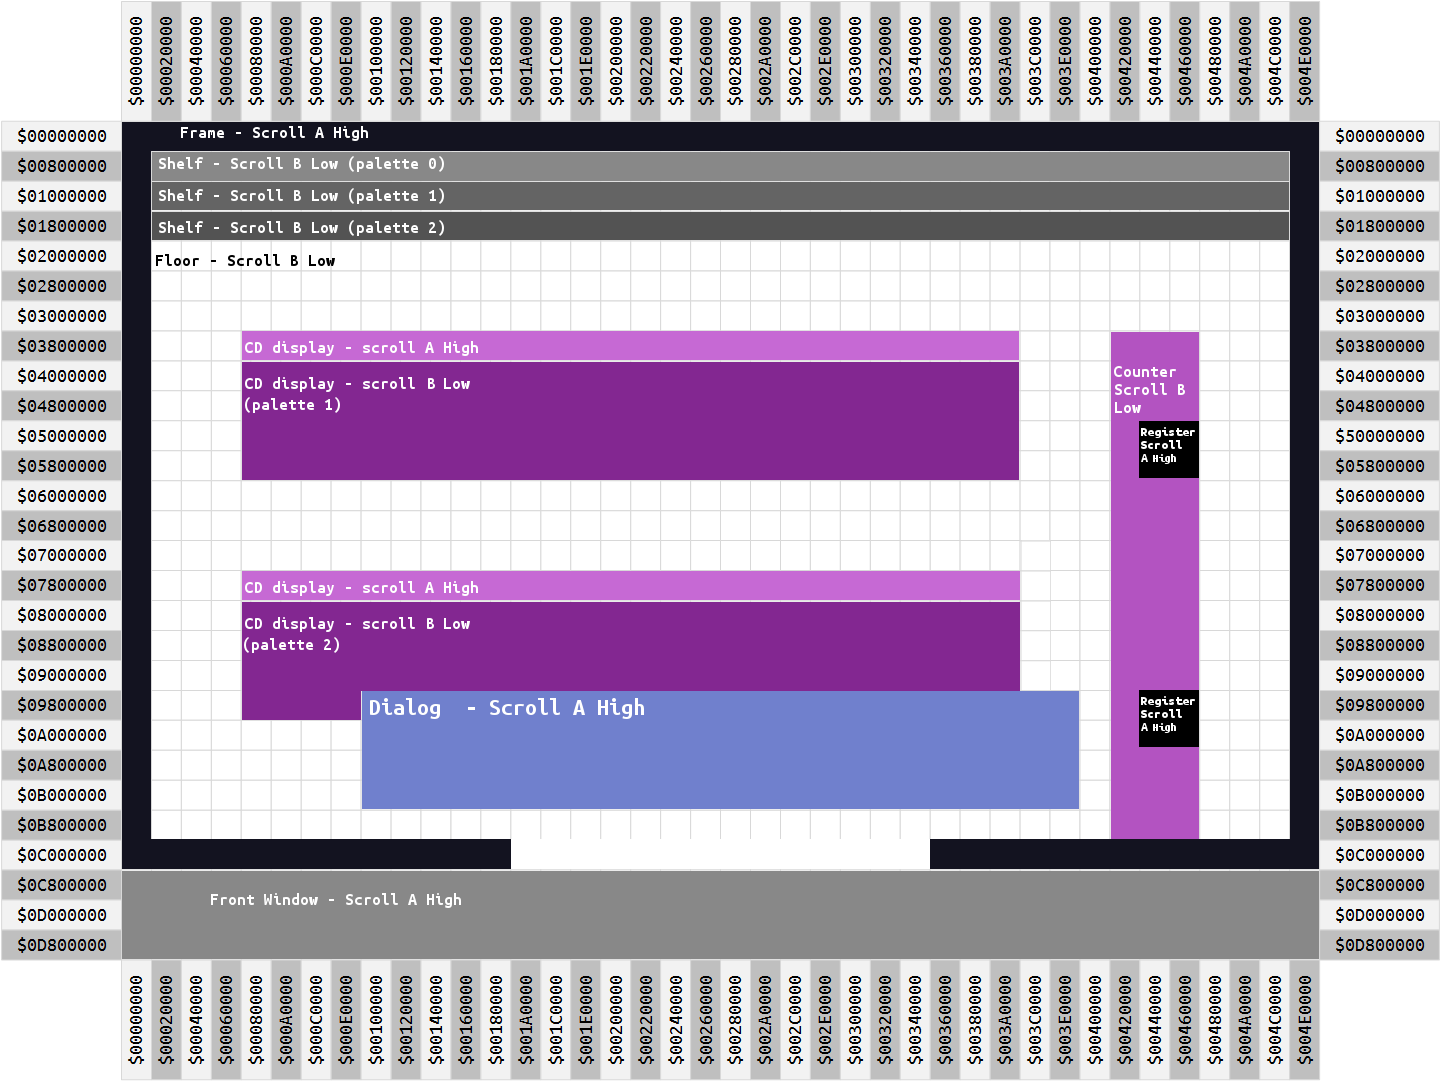 $00000000 $00020000 $00040000 $00060000 $00080000 $000A0000 $000C0000 $000E0000 $00100000 $00120000 $00140000 $00160000 $00180000 $001A0000 $001C0000 $001E0000 $00200000 $00220000 $00240000 $00260000 $00280000 $002A0000 $002C0000 $002E0000 $00300000 $00320000 $00340000 $00360000 $00380000 $003A0000 $003C0000 $003E0000 $00400000 $00420000 $00440000 $00460000 $00480000 $004A0000 $004C0000 $004E0000
$00000000 Frame - Scroll A High $00000000
$00800000 Shelf - Scroll B Low (palette 0) $00800000
$01000000 Shelf - Scroll B Low (palette 1) $01000000
$01800000 Shelf - Scroll B Low (palette 2) $01800000
$02000000 Floor - Scroll B Low $02000000
$02800000 $02800000
$03000000 $03000000
$03800000 CD display - scroll A High $03800000
$04000000 CD display - scroll B Low Counter $04000000
Scroll B
$04800000 (palette 1) Low $04800000
$05000000 Register $50000000
Scroll
$05800000 A High $05800000
$06000000 $06000000
$06800000 $06800000
$07000000 $07000000
$07800000 CD display - scroll A High $07800000
$08000000 CD display - scroll B Low $08000000
$08800000 (palette 2) $08800000
$09000000 $09000000
$09800000 Dialog  - Scroll A High Register $09800000
Scroll
$0A000000 A High $0A000000
$0A800000 $0A800000
$0B000000 $0B000000
$0B800000 $0B800000
$0C000000 $0C000000
$0C800000 Front Window - Scroll A High $0C800000
$0D000000 $0D000000
$0D800000 $0D800000
$00000000 $00020000 $00040000 $00060000 $00080000 $000A0000 $000C0000 $000E0000 $00100000 $00120000 $00140000 $00160000 $00180000 $001A0000 $001C0000 $001E0000 $00200000 $00220000 $00240000 $00260000 $00280000 $002A0000 $002C0000 $002E0000 $00300000 $00320000 $00340000 $00360000 $00380000 $003A0000 $003C0000 $003E0000 $00400000 $00420000 $00440000 $00460000 $00480000 $004A0000 $004C0000 $004E0000